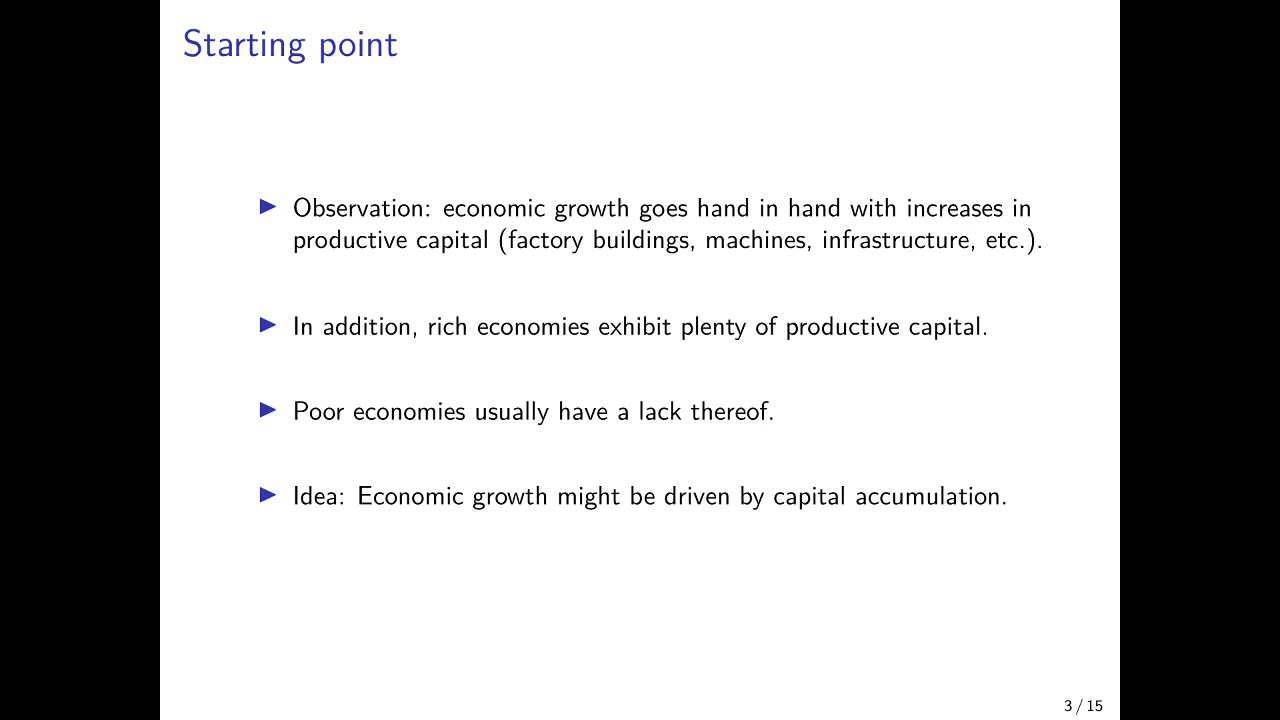 Starting point
Observation: economic growth goes hand in hand with increases in
productive capital (factory buildings, machines, infrastructure, etc.).
In addition, rich economies exhibit plenty of productive capital.
Poor economies usually have a lack thereof.
Idea: Economic growth might be driven by capital accumulation.
3 / 15